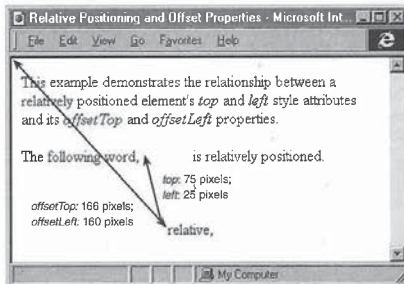 Relative Positioning and Offset Properties - Microsoft Int...
File Edit View Go Favorites Help
This example demonstrates the relationship between a
relatively positioned element's top and left style attributes
and its offsetTop and offsetLeft properties.
The following word, is relatively positioned.
top: 75 pixels;
left: 25 pixels
offsetTop: 166 pixels;
offsetLeft: 160 pixels
relative,
My Computer